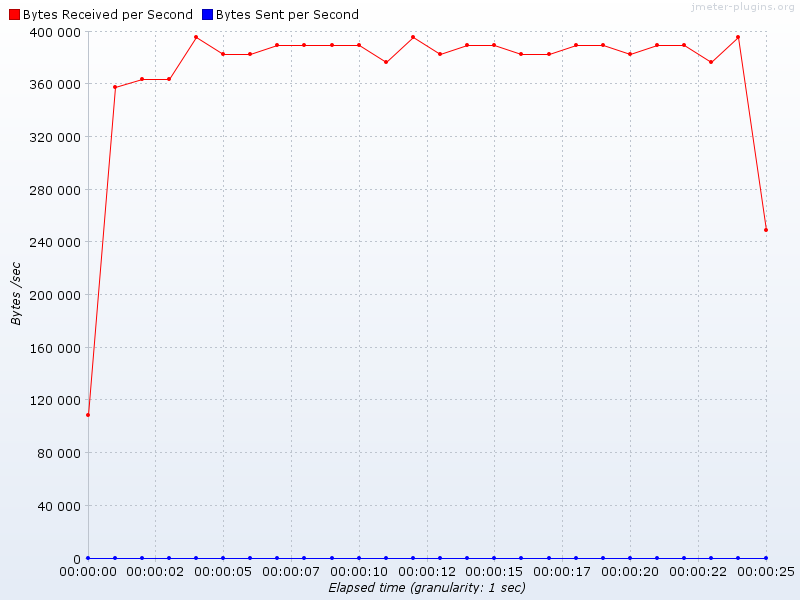 Bytes Received per Second Bytes Sent per Second
jmeter-plugins.org
400 000
360 000
320 000
280 000
240 000
200 000
160 000
120 000
80 000
40 000
0
Bytes /sec
00:00:00 00:00:02 00:00:05 00:00:07 00:00:10 00:00:12 00:00:15 00:00:17 00:00:20 00:00:22 00:00:25
Elapsed time (granularity: 1 sec)